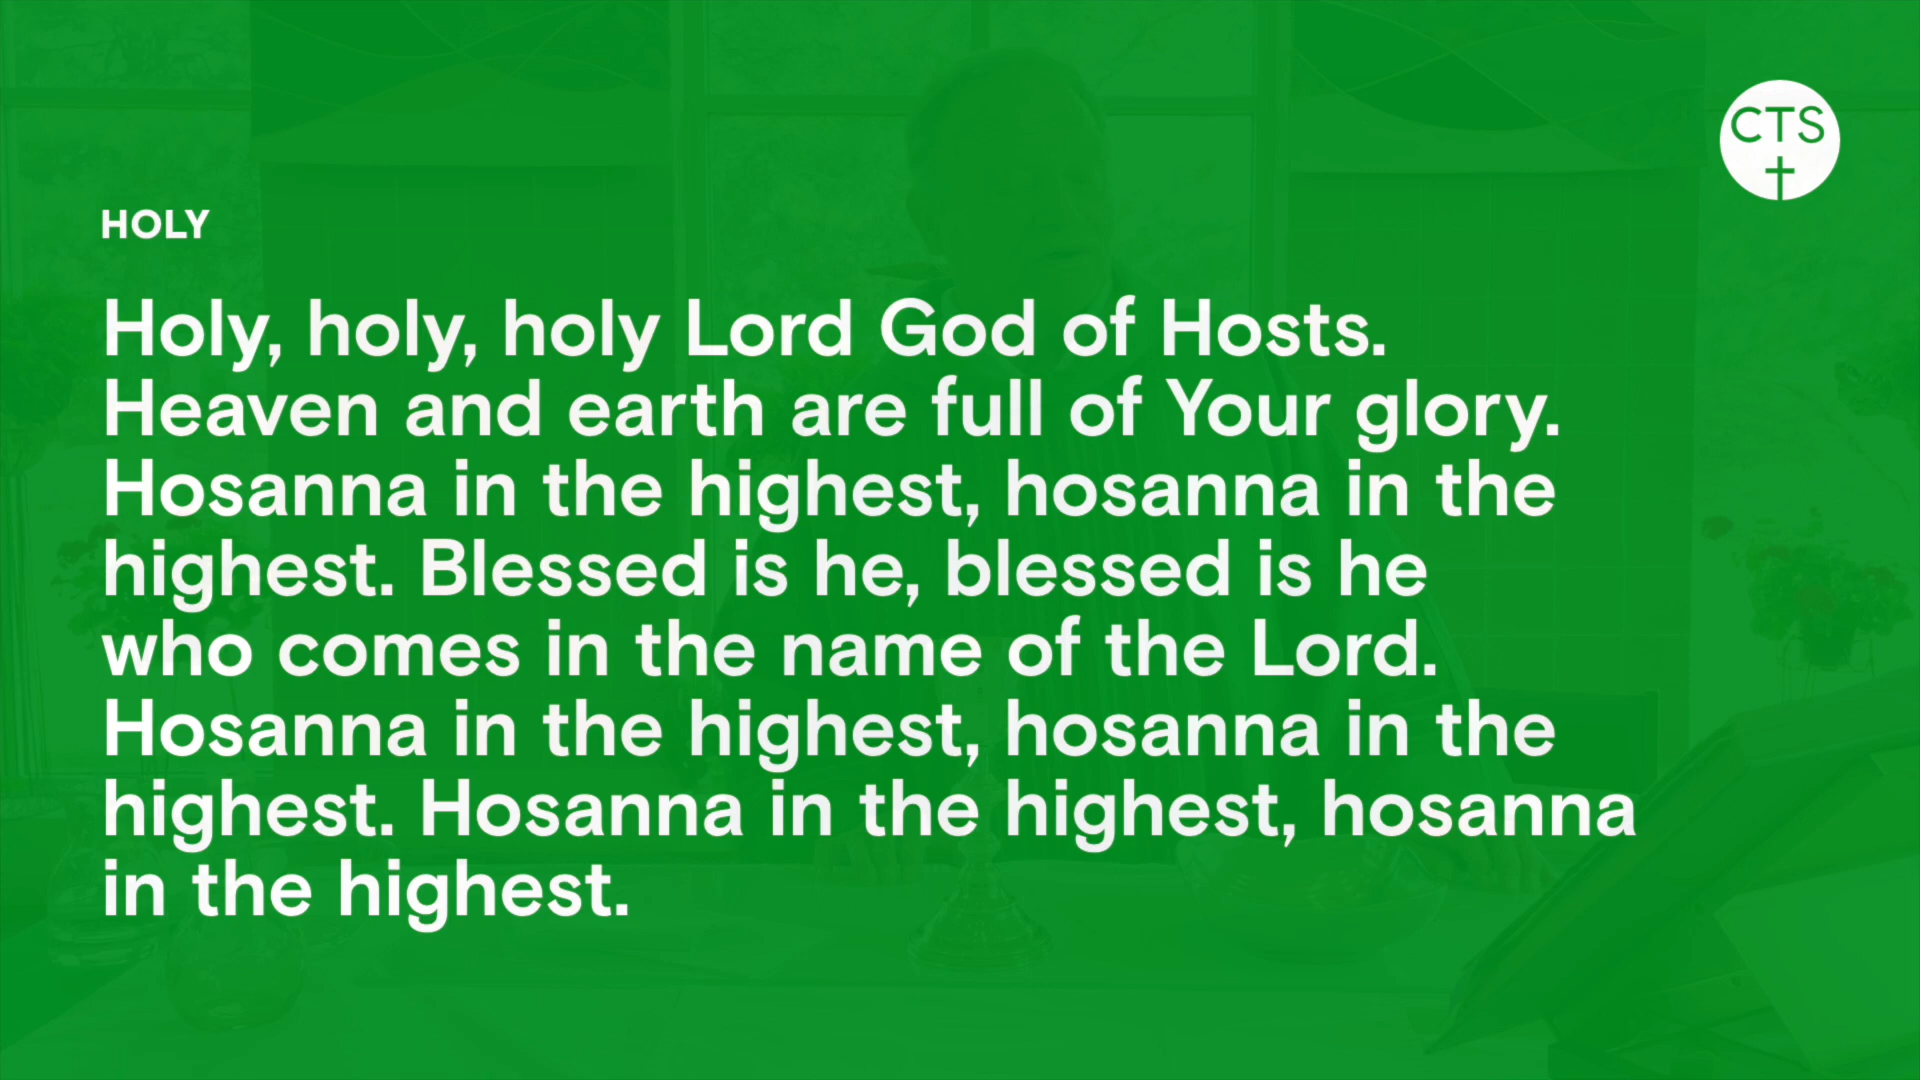 CTS
HOLY
Holy, holy, holy Lord God of Hosts.
Heaven and earth are full of Your glory.
Hosanna in the highest, hosanna in the
highest. Blessed is he, blessed is he
who comes in the name of the Lord.
Hosanna in the highest, hosanna in the
highest. Hosanna in the highest, hosanna
in the highest.